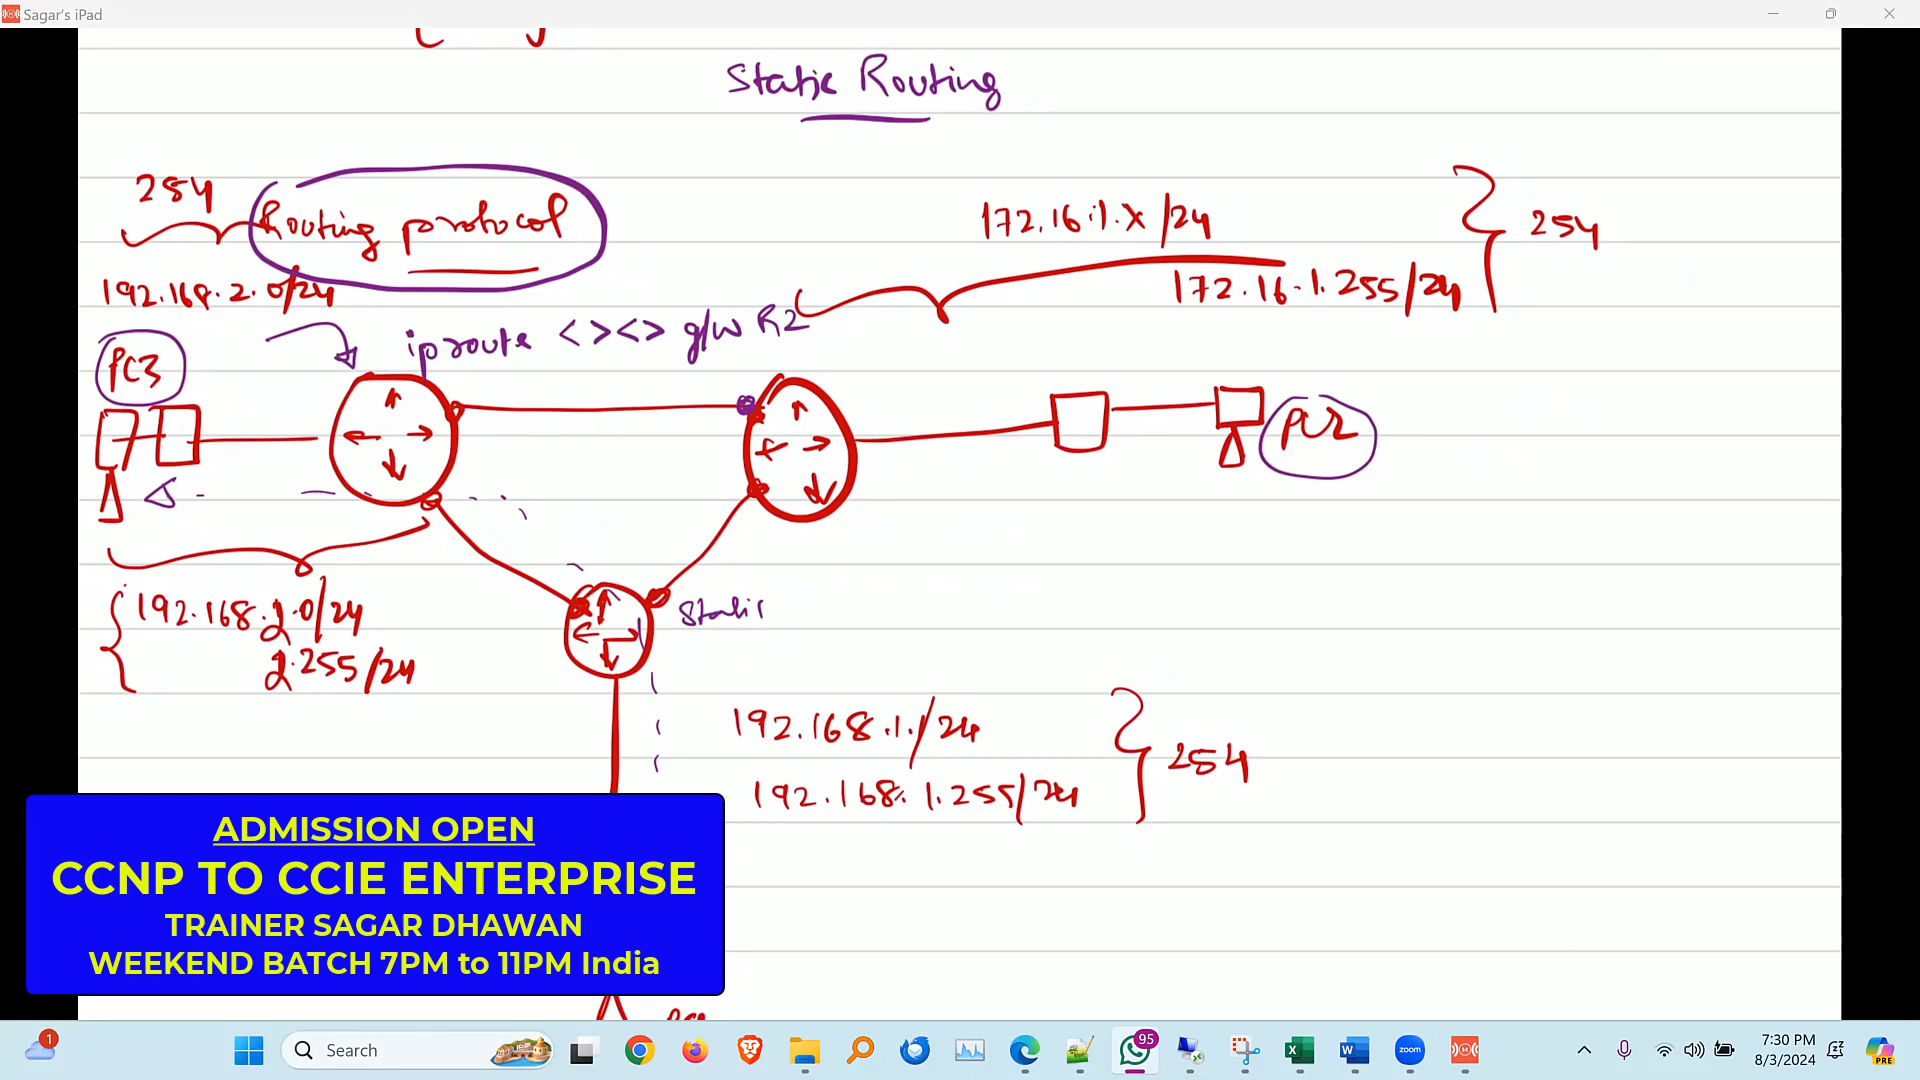 Sagar's iPad
Static Routing
254
Routing protocol
172.16.1.X/24
254
192.168.2.0/24
172.16.1.255/24
ip route <><> g/w R2
PC3
PC2
192.168.2.0/24
Static
2.255/24
192.168.1./24
254
192.168.1.255/24
ADMISSION OPEN
CCNP TO CCIE ENTERPRISE
TRAINER SAGAR DHAWAN
WEEKEND BATCH 7PM to 11PM India
1
Search
95
zoom
7:30 PM
8/3/2024
PRE